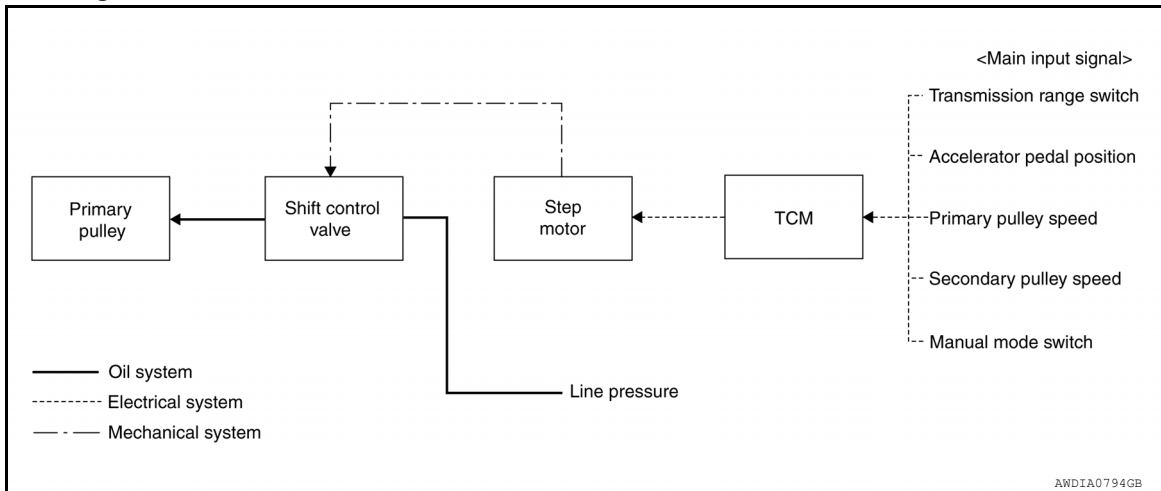 <Main input signal>
Transmission range switch
Accelerator pedal position
Primary
pulley
Shift control
valve
Step
motor
TCM
Primary pulley speed
Secondary pulley speed
Manual mode switch
Oil system
Line pressure
Electrical system
Mechanical system
AWDIA0794GB